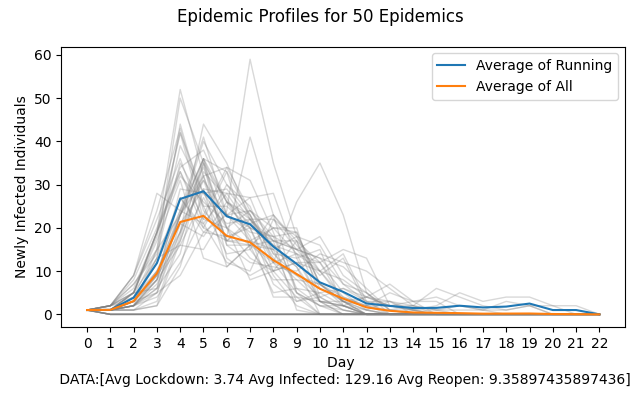 Epidemic Profiles for 50 Epidemics
60
50
40
30
20
10
0
Newly Infected Individuals
Average of Running
Average of All
0 1 2 3 4 5 6 7 8 9 10 11 12 13 14 15 16 17 18 19 20 21 22
Day
DATA:[Avg Lockdown: 3.74 Avg Infected: 129.16 Avg Reopen: 9.35897435897436]